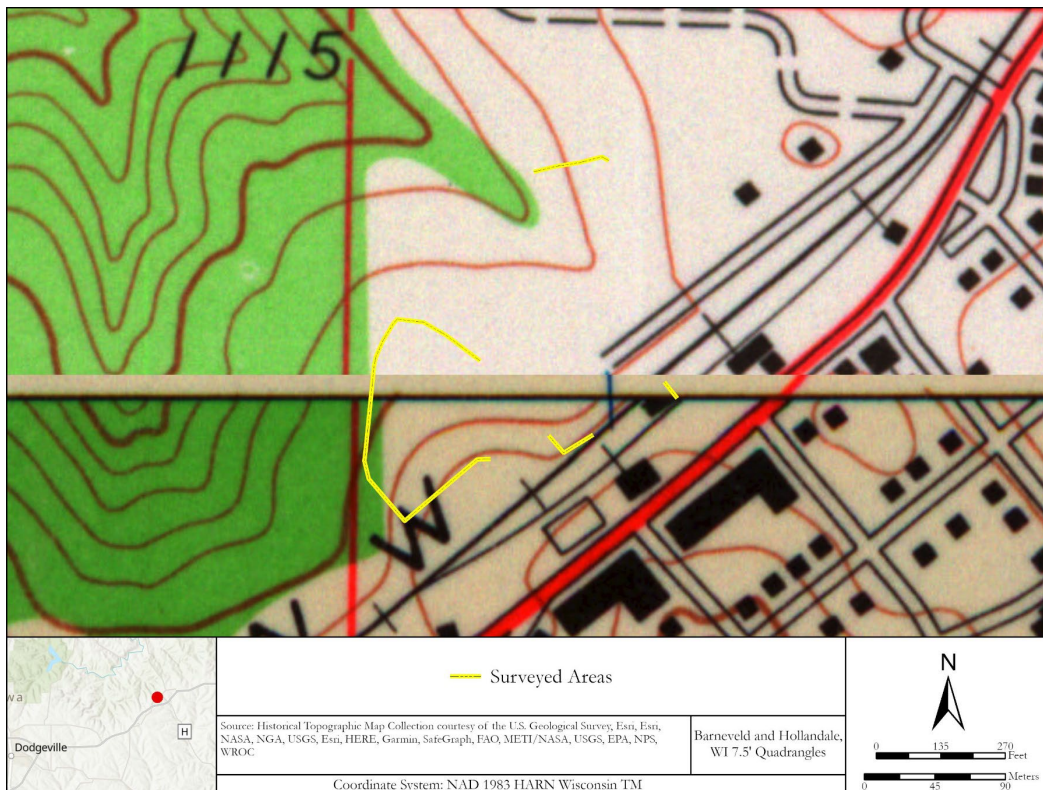 1115
W
Surveyed Areas
Source: Historical Topographic Map Collection courtesy of the U.S. Geological Survey, Esri, Esri,
NASA, NGA, USGS, Esri, HERE, Garmin, SafeGraph, FAO, METI/NASA, USGS, EPA, NPS,
WROC
Barneveld and Hollandale,
WI 7.5' Quadrangles
Coordinate System: NAD 1983 HARN Wisconsin TM
wa
Dodgeville
H
N
0 135 270
Feet
Meters
0 45 90